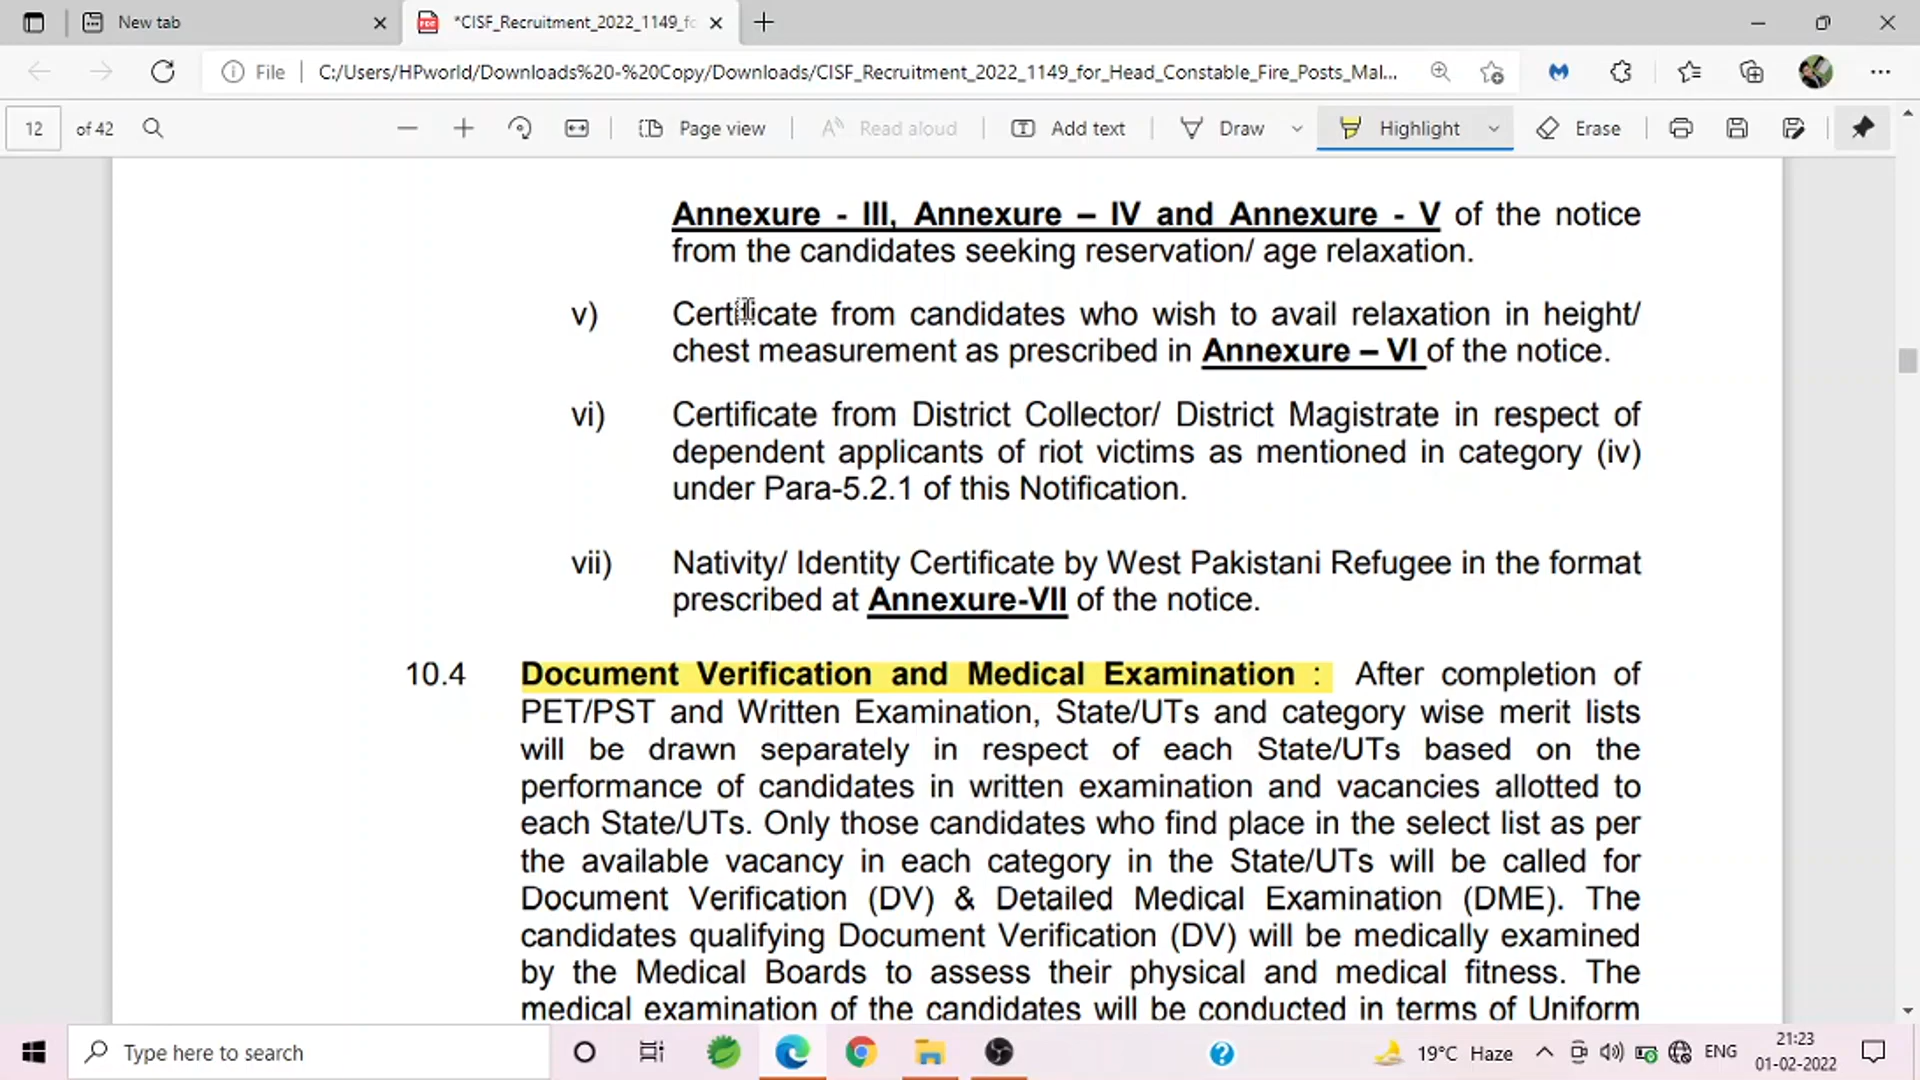 New tab
*CISF_Recruitment_2022_1149_fo
File
C:/Users/HPworld/Downloads%20-%20Copy/Downloads/CISF_Recruitment_2022_1149_for_Head_Constable_Fire_Posts_Mal...
12 of 42
Page view
Read aloud
Add text
Draw
Highlight
Erase
Annexure - III, Annexure – IV and Annexure - V of the notice
from the candidates seeking reservation/ age relaxation.
v) Certificate from candidates who wish to avail relaxation in height/
chest measurement as prescribed in Annexure – VI of the notice.
vi) Certificate from District Collector/ District Magistrate in respect of
dependent applicants of riot victims as mentioned in category (iv)
under Para-5.2.1 of this Notification.
vii) Nativity/ Identity Certificate by West Pakistani Refugee in the format
prescribed at Annexure-VII of the notice.
10.4 Document Verification and Medical Examination : After completion of
PET/PST and Written Examination, State/UTs and category wise merit lists
will be drawn separately in respect of each State/UTs based on the
performance of candidates in written examination and vacancies allotted to
each State/UTs. Only those candidates who find place in the select list as per
the available vacancy in each category in the State/UTs will be called for
Document Verification (DV) & Detailed Medical Examination (DME). The
candidates qualifying Document Verification (DV) will be medically examined
by the Medical Boards to assess their physical and medical fitness. The
medical examination of the candidates will be conducted in terms of Uniform
Type here to search
19°C Haze
ENG
21:23
01-02-2022